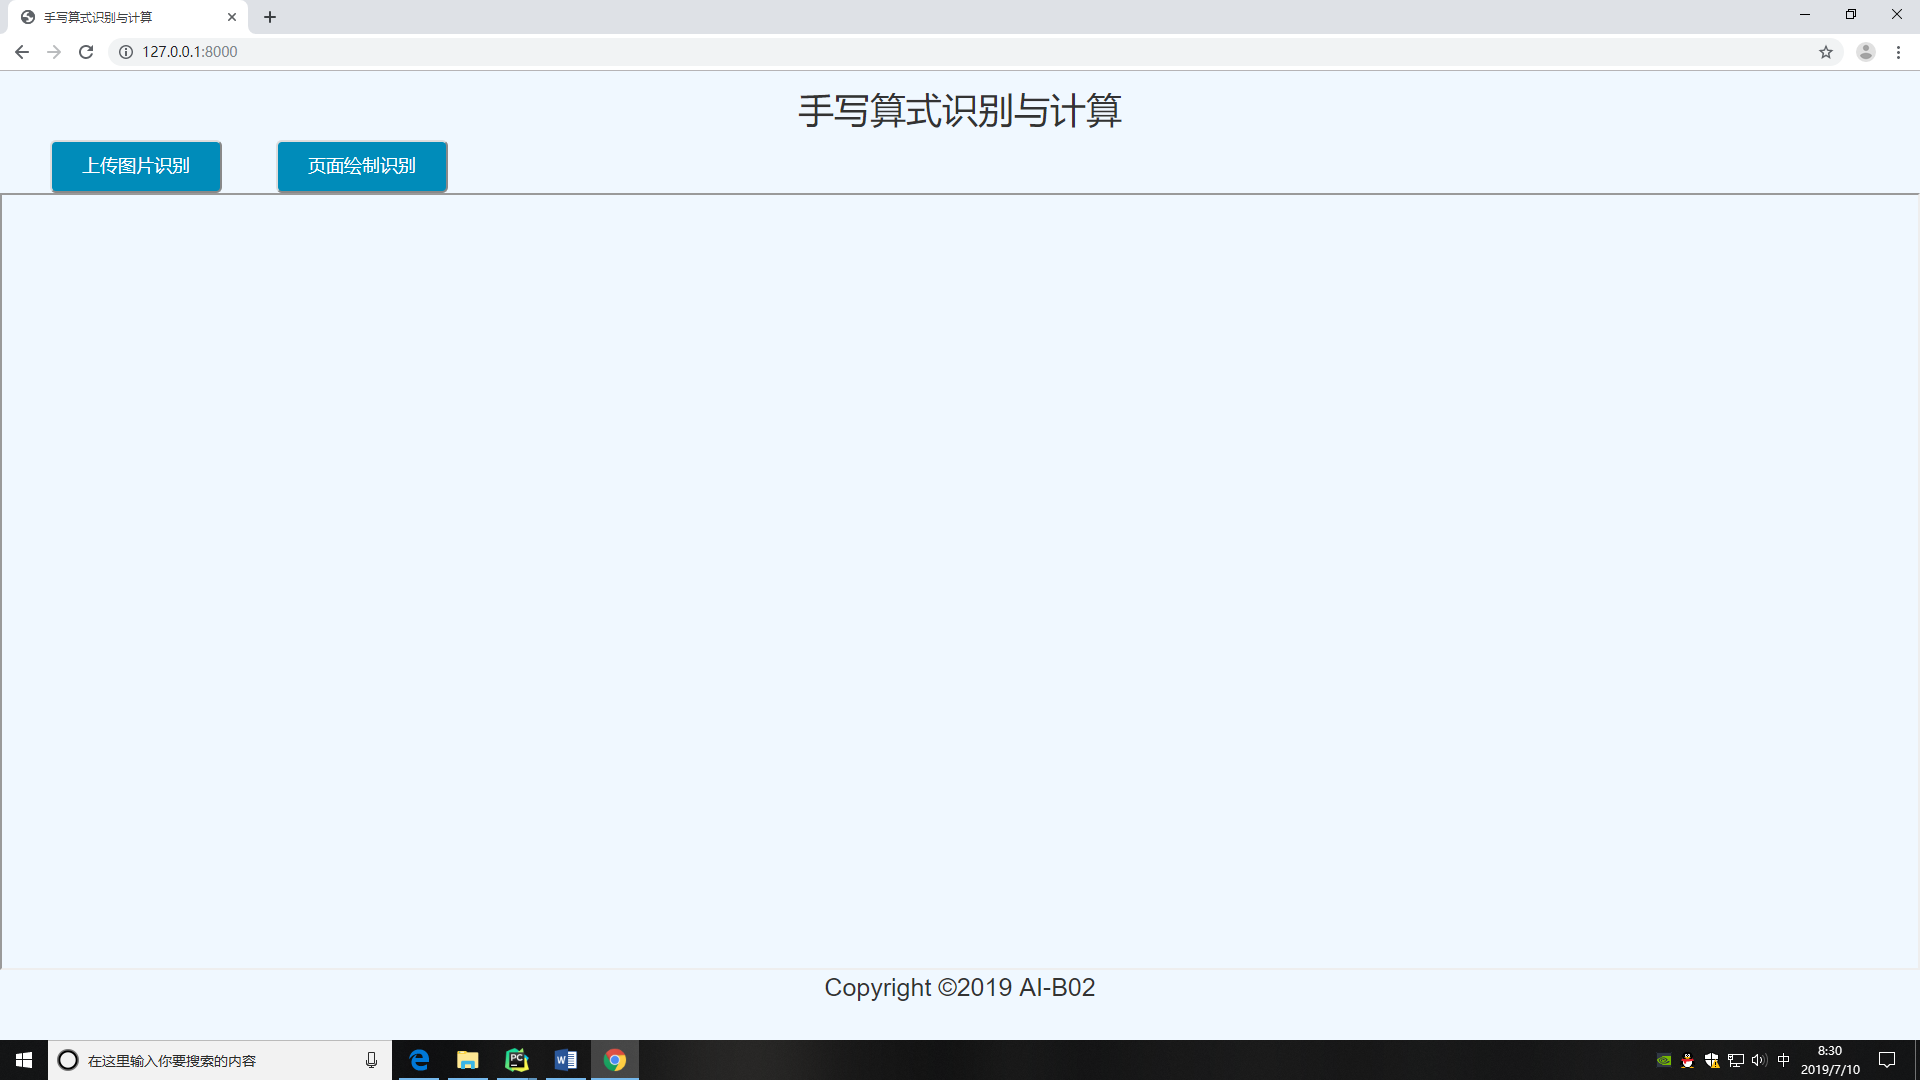 手写算式识别与计算
127.0.0.1:8000
手写算式识别与计算
上传图片识别
页面绘制识别
Copyright ©2019 AI-B02
在这里输入你要搜索的内容
中
8:30
2019/7/10